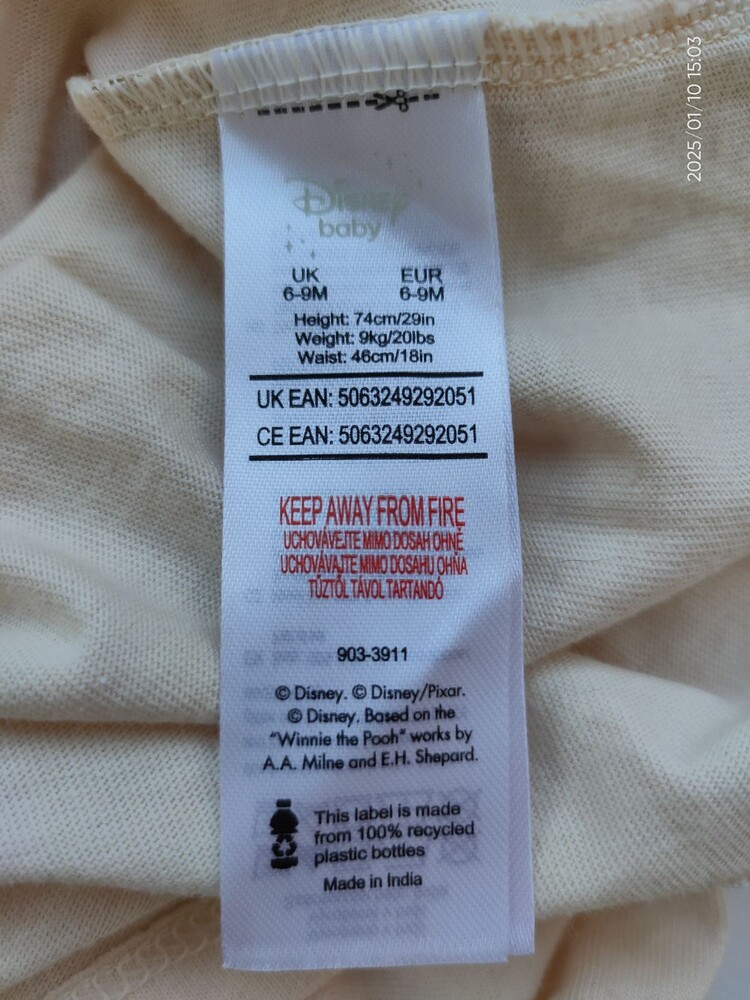 Disney
baby
UK EUR
6-9M 6-9M
Height: 74cm/29in
Weight: 9kg/20lbs
Waist: 46cm/18in
UK EAN: 5063249292051
CE EAN: 5063249292051
KEEP AWAY FROM FIRE
UCHOVÁVEJTE MIMO DOSAH OHNĚ
UCHOVÁVAJTE MIMO DOSAHU OHŇA
TŰZTŐL TÁVOL TARTANDÓ
903-3911
© Disney. © Disney/Pixar.
© Disney. Based on the
"Winnie the Pooh" works by
A.A. Milne and E.H. Shepard.
This label is made
from 100% recycled
plastic bottles
Made in India
2025/01/10 15:03